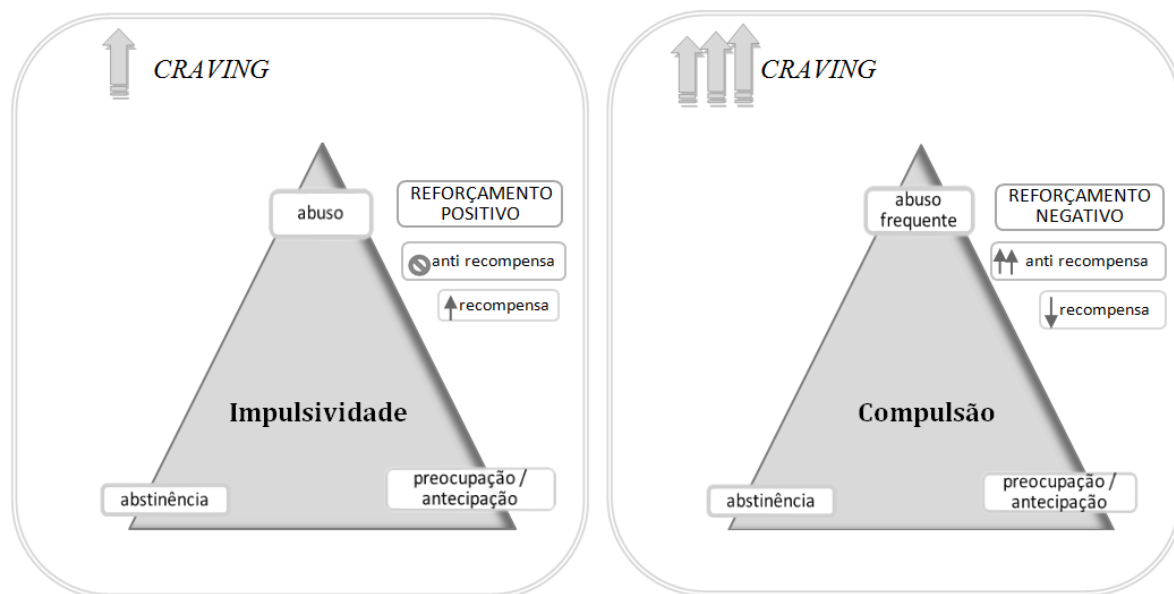 CRAVING
abuso
REFORÇAMENTO
POSITIVO
anti recompensa
recompensa
Impulsividade
abstinência
preocupação /
antecipação
CRAVING
abuso
frequente
REFORÇAMENTO
NEGATIVO
anti recompensa
recompensa
Compulsão
abstinência
preocupação /
antecipação